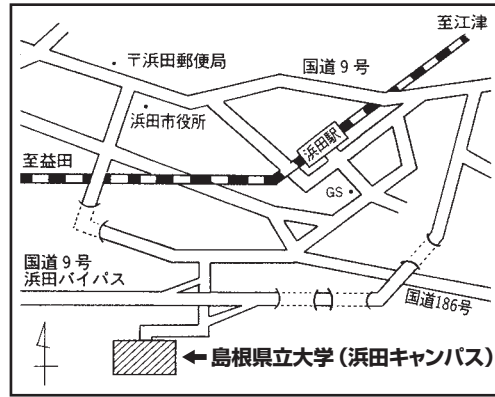 至江津
〒浜田郵便局
国道9号
浜田市役所
浜田駅
至益田
GS
国道9号
浜田バイパス
国道186号
島根県立大学(浜田キャンパス)